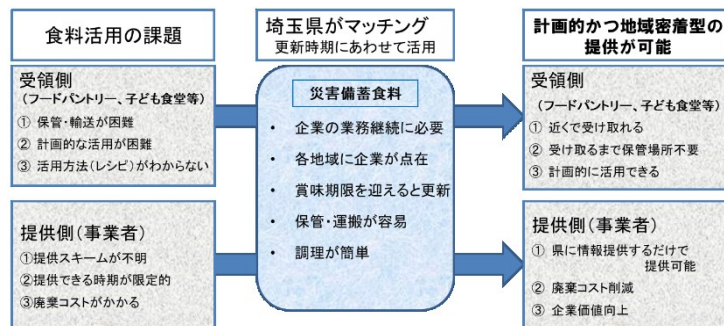 食料活用の課題
受領側
（フードパントリー、子ども食堂等）
① 保管・輸送が困難
② 計画的な活用が困難
③ 活用方法（レシピ）がわからない
提供側（事業者）
①提供スキームが不明
②提供できる時期が限定的
③廃棄コストがかかる
埼玉県がマッチング
更新時期にあわせて活用
災害備蓄食料
・ 企業の業務継続に必要
・ 各地域に企業が点在
・ 賞味期限を迎えると更新
・ 保管・運搬が容易
・ 調理が簡単
計画的かつ地域密着型の
提供が可能
受領側
（フードパントリー、子ども食堂等）
① 近くで受け取れる
② 受け取るまで保管場所不要
③ 計画的に活用できる
提供側（事業者）
① 県に情報提供するだけで
提供可能
② 廃棄コスト削減
③ 企業価値向上